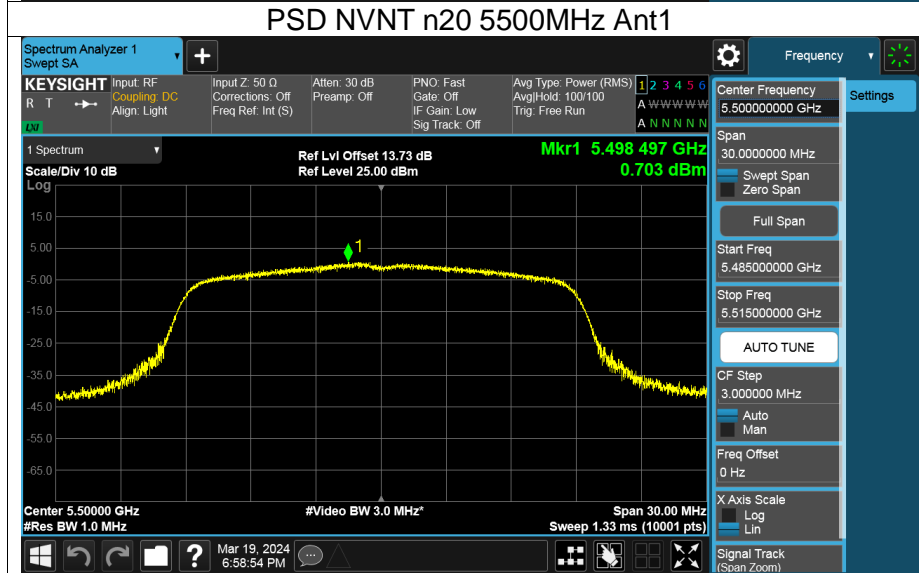 PSD NVNT n20 5500MHz Ant1
Spectrum Analyzer 1
Swept SA
+
Frequency
KEYSIGHT
R T
LXI
Input: RF
Coupling: DC
Align: Light
Input Z: 50 Ω
Corrections: Off
Freq Ref: Int (S)
Atten: 30 dB
Preamp: Off
PNO: Fast
Gate: Off
IF Gain: Low
Sig Track: Off
Avg Type: Power (RMS)
Avg|Hold: 100/100
Trig: Free Run
1 2 3 4 5 6
A W W W W W
A N N N N N
Center Frequency
5.500000000 GHz
Settings
1 Spectrum
Scale/Div 10 dB
Ref Lvl Offset 13.73 dB
Ref Level 25.00 dBm
Mkr1 5.498 497 GHz
0.703 dBm
Span
30.0000000 MHz
Swept Span
Zero Span
Full Span
Start Freq
5.485000000 GHz
Stop Freq
5.515000000 GHz
AUTO TUNE
CF Step
3.000000 MHz
Auto
Man
Freq Offset
0 Hz
X Axis Scale
Log
Lin
Signal Track
(Span Zoom)
Log
15.0
5.00
-5.00
-15.0
-25.0
-35.0
-45.0
-55.0
-65.0
1
Center 5.50000 GHz
#Res BW 1.0 MHz
#Video BW 3.0 MHz*
Span 30.00 MHz
Sweep 1.33 ms (10001 pts)
?
Mar 19, 2024
6:58:54 PM